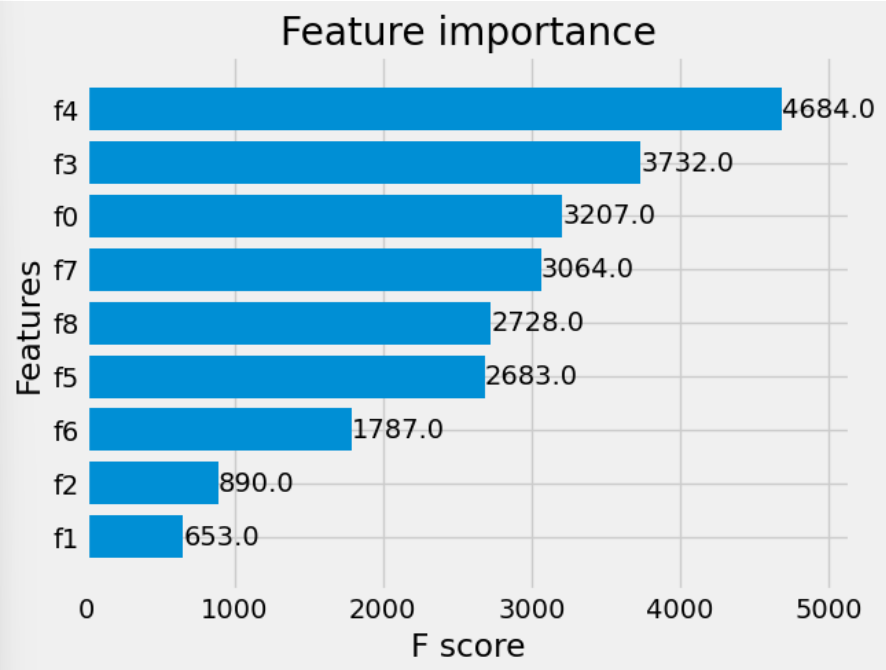 Feature importance
Features
f4 4684.0
f3 3732.0
f0 3207.0
f7 3064.0
f8 2728.0
f5 2683.0
f6 1787.0
f2 890.0
f1 653.0
0 1000 2000 3000 4000 5000
F score